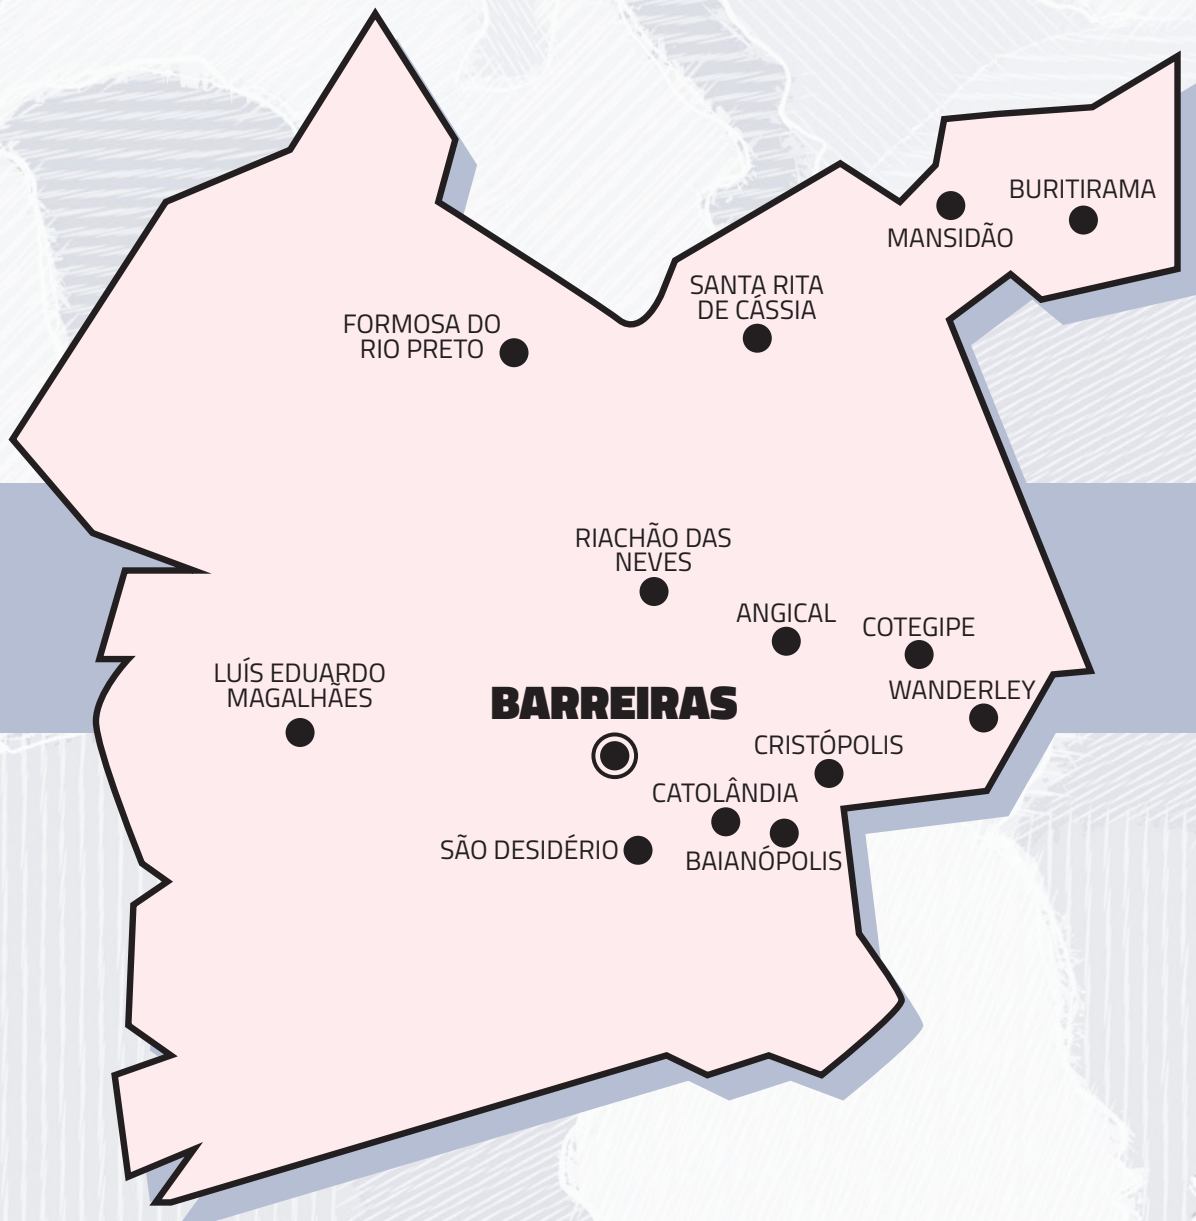 BURITIRAMA
MANSIDÃO
SANTA RITA
DE CÁSSIA
FORMOSA DO
RIO PRETO
RIACHÃO DAS
NEVES
ANGICAL
COTEGIPE
LUÍS EDUARDO
MAGALHÃES
BARREIRAS
WANDERLEY
CRISTÓPOLIS
CATOLÂNDIA
SÃO DESIDÉRIO
BAIANÓPOLIS